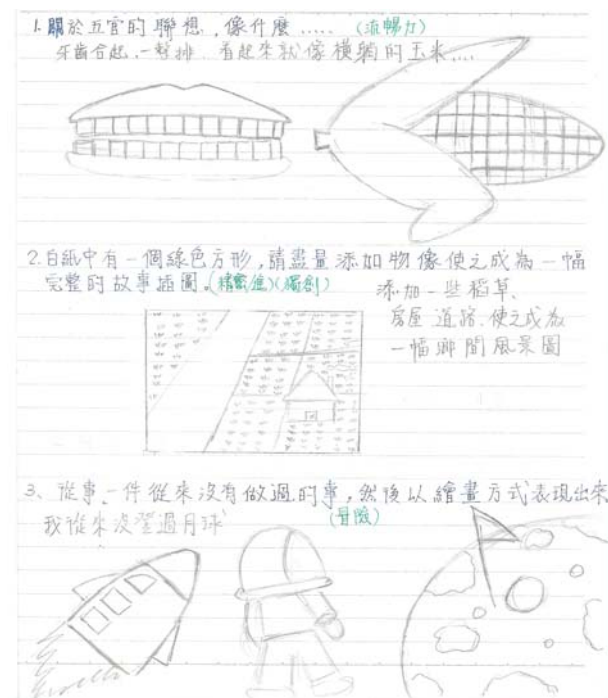 1. 關於五官的聯想,像什麼..... (流暢力)
牙齒合起,一整排,看起來就像橫躺的玉米....
2.白紙中有一個綠色方形,請盡量添加物像使之成為一幅
完整的故事插圖。(精密、進)(獨創)
添加一些稻草、
房屋、道路、使之成為
一幅鄉間風景圖
3、從事一件從來沒有做過的事,然後以繪畫方式表現出來
(冒險)
我從來沒登過月球